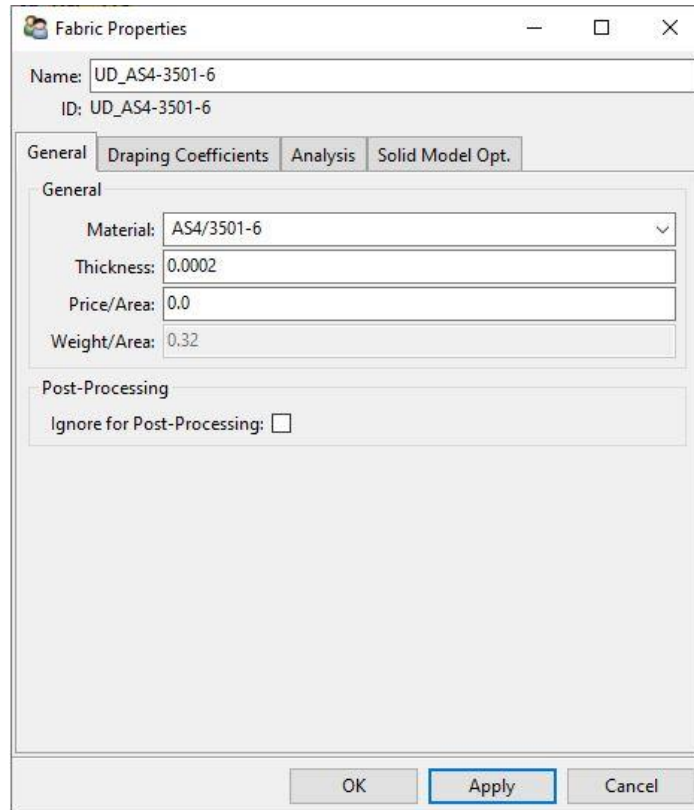 Fabric Properties
Name: UD_AS4-3501-6
ID: UD_AS4-3501-6
General Draping Coefficients Analysis Solid Model Opt.
General
Material: AS4/3501-6
Thickness: 0.0002
Price/Area: 0.0
Weight/Area: 0.32
Post-Processing
Ignore for Post-Processing:
OK Apply Cancel